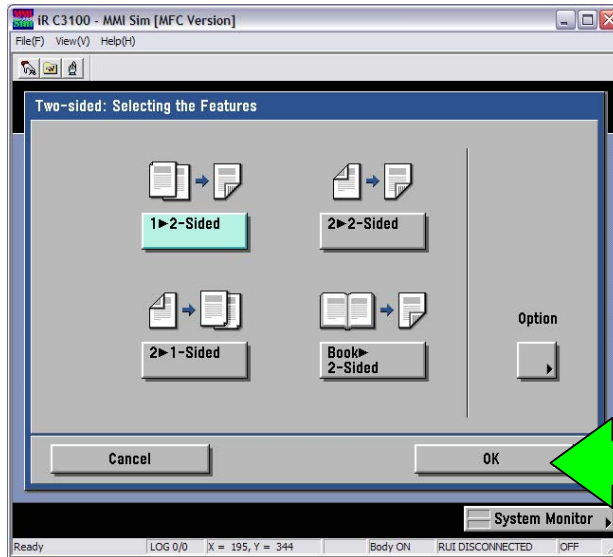 iR C3100 - MMI Sim [MFC Version]
File(F) View(V) Help(H)
Two-sided: Selecting the Features
1►2-Sided
2►2-Sided
2►1-Sided
Book►
2-Sided
Option
Cancel
OK
System Monitor
Ready LOG 0/0 X = 195, Y = 344 Body ON RUI DISCONNECTED OFF